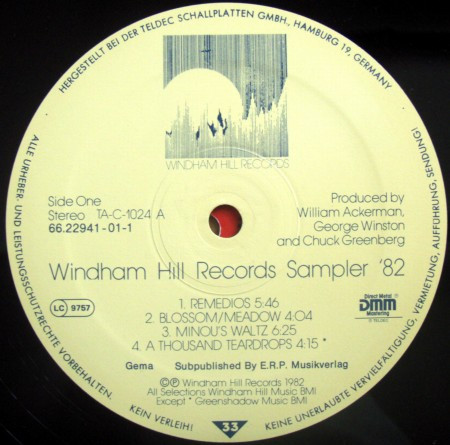 HERGESTELLT BEI DER TELDEC SCHALLPLATTEN GMBH., HAMBURG 19, GERMANY
WINDHAM HILL RECORDS
Side One
Stereo TA-C-1024 A
66.22941-01-1
Produced by
William Ackerman,
George Winston
and Chuck Greenberg
Windham Hill Records Sampler '82
1. REMEDIOS 5:46
2. BLOSSOM/MEADOW 4:04
3. MINOU'S WALTZ 6:25
4. A THOUSAND TEARDROPS 4:15 *
LC 9757
Direct Metal
DMM
Mastering
Gema Subpublished By E.R.P. Musikverlag
©℗ Windham Hill Records 1982
All Selections Windham Hill Music BMI
Except * Greenshadow Music BMI
ALLE URHEBER- UND LEISTUNGSSCHUTZRECHTE VORBEHALTEN.
KEIN VERLEIH!
33
KEINE UNERLAUBTE VERVIELFÄLTIGUNG, VERMIETUNG, AUFFÜHRUNG, SENDUNG!